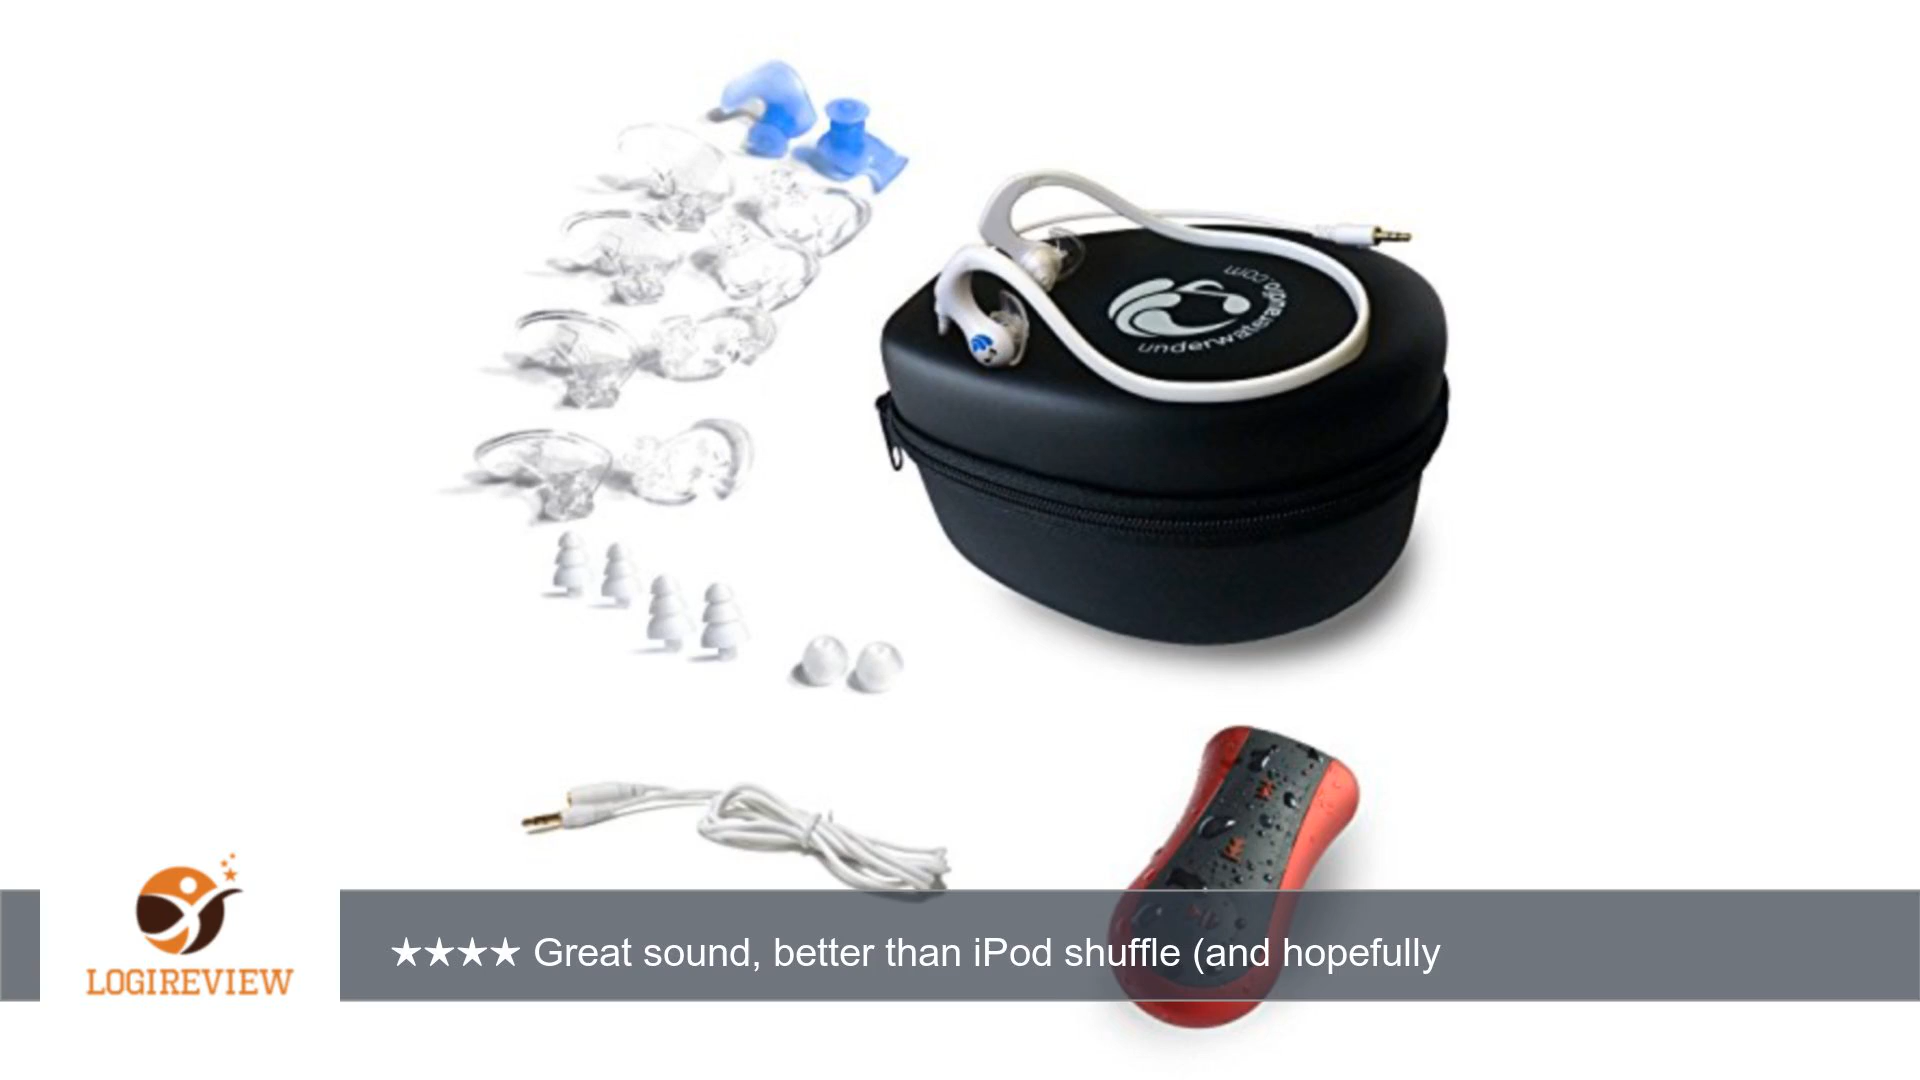 underwateraudio.com
★★★★ Great sound, better than iPod shuffle (and hopefully
LOGIREVIEW